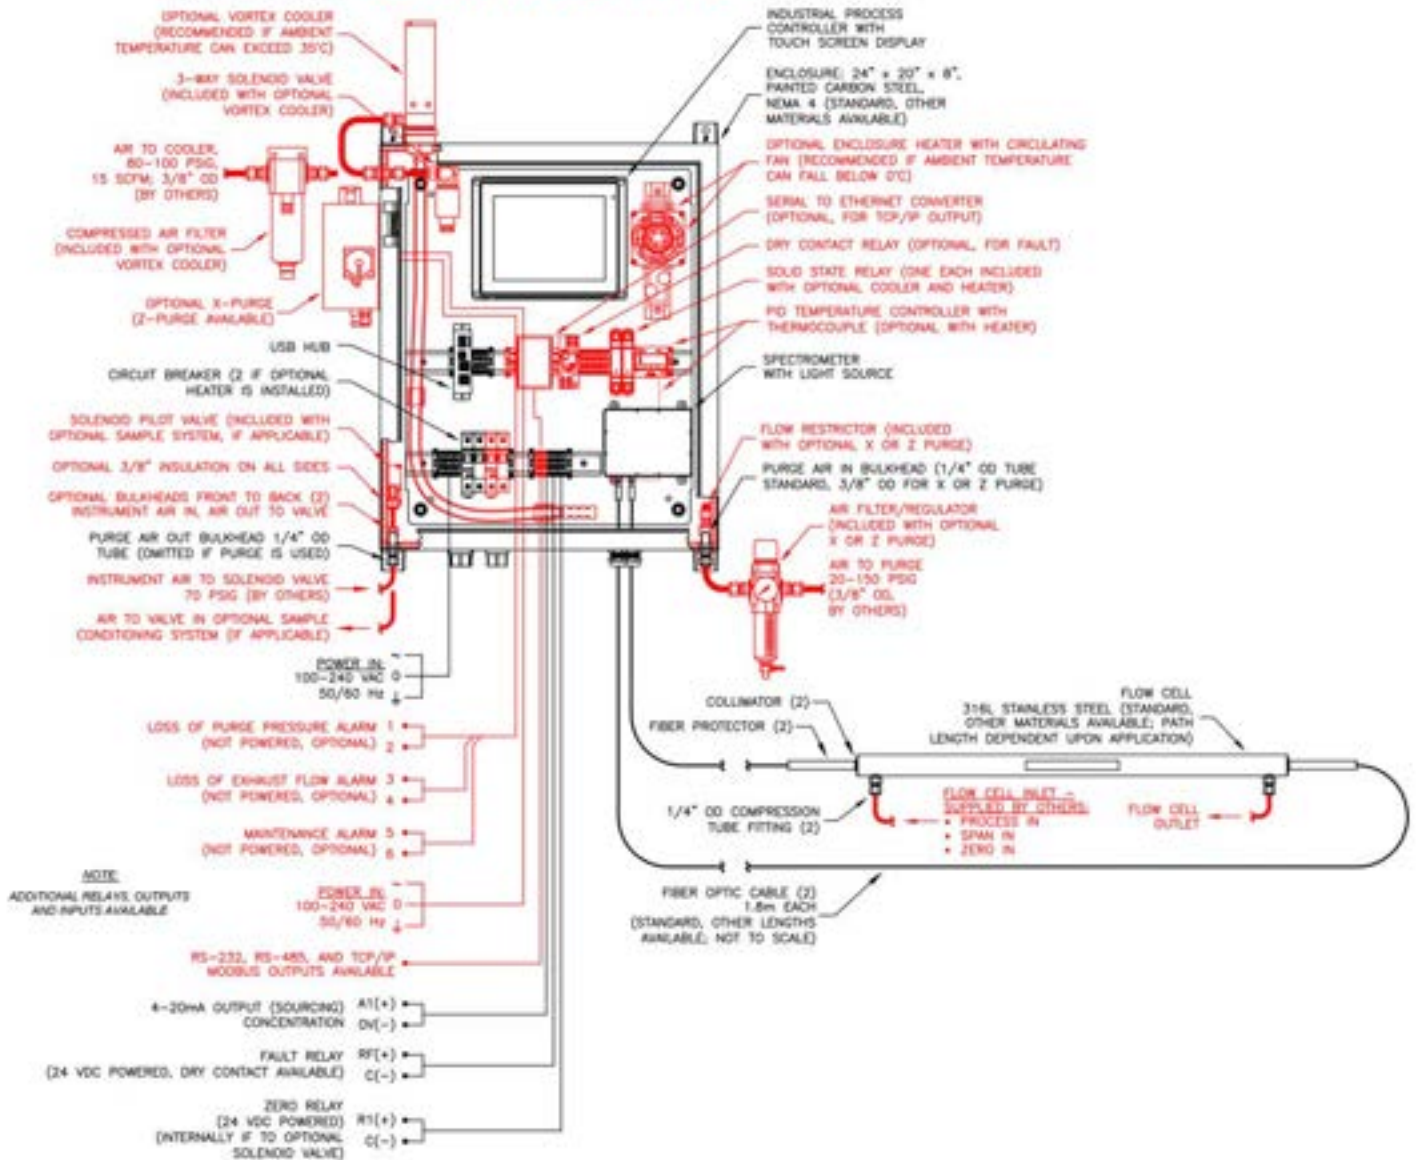 OPTIONAL VORTEX COOLER
(RECOMMENDED IF AMBIENT
TEMPERATURE CAN EXCEED 35°C)
3-WAY SOLENOID VALVE
(INCLUDED WITH OPTIONAL
VORTEX COOLER)
AIR TO COOLER,
80-100 PSIG,
15 SCFM; 3/8" OD
(BY OTHERS)
COMPRESSED AIR FILTER
(INCLUDED WITH OPTIONAL
VORTEX COOLER)
OPTIONAL X-PURGE
(Z-PURGE AVAILABLE)
USB HUB
CIRCUIT BREAKER (2 IF OPTIONAL
HEATER IS INSTALLED)
SOLENOID PILOT VALVE (INCLUDED WITH
OPTIONAL SAMPLE SYSTEM, IF APPLICABLE)
OPTIONAL 3/8" INSULATION ON ALL SIDES
OPTIONAL BULKHEADS FRONT TO BACK (2)
INSTRUMENT AIR IN, AIR OUT TO VALVE
PURGE AIR OUT BULKHEAD 1/4" OD
TUBE (OMITTED IF PURGE IS USED)
INSTRUMENT AIR TO SOLENOID VALVE
70 PSIG (BY OTHERS)
AIR TO VALVE IN OPTIONAL SAMPLE
CONDITIONING SYSTEM (IF APPLICABLE)
INDUSTRIAL PROCESS
CONTROLLER WITH
TOUCH SCREEN DISPLAY
ENCLOSURE: 24" x 20" x 8",
PAINTED CARBON STEEL,
NEMA 4 (STANDARD, OTHER
MATERIALS AVAILABLE)
OPTIONAL ENCLOSURE HEATER WITH CIRCULATING
FAN (RECOMMENDED IF AMBIENT TEMPERATURE
CAN FALL BELOW 0°C)
SERIAL TO ETHERNET CONVERTER
(OPTIONAL, FOR TCP/IP OUTPUT)
DRY CONTACT RELAY (OPTIONAL, FOR FAULT)
SOLID STATE RELAY (ONE EACH INCLUDED
WITH OPTIONAL COOLER AND HEATER)
PID TEMPERATURE CONTROLLER WITH
THERMOCOUPLE (OPTIONAL WITH HEATER)
SPECTROMETER
WITH LIGHT SOURCE
FLOW RESTRICTOR (INCLUDED
WITH OPTIONAL X OR Z PURGE)
PURGE AIR IN BULKHEAD (1/4" OD TUBE
STANDARD, 3/8" OD FOR X OR Z PURGE)
AIR FILTER/REGULATOR
(INCLUDED WITH OPTIONAL
X OR Z PURGE)
AIR TO PURGE
20-150 PSIG
(3/8" OD,
BY OTHERS)
POWER IN: ~
100-240 VAC 0
50/60 Hz ⏚
LOSS OF PURGE PRESSURE ALARM 1
(NOT POWERED, OPTIONAL) 2
LOSS OF EXHAUST FLOW ALARM 3
(NOT POWERED, OPTIONAL) 4
MAINTENANCE ALARM 5
(NOT POWERED, OPTIONAL) 6
NOTE:
ADDITIONAL RELAYS, OUTPUTS
AND INPUTS AVAILABLE
POWER IN: ~
100-240 VAC 0
50/60 Hz ⏚
RS-232, RS-485, AND TCP/IP
MODBUS OUTPUTS AVAILABLE
4-20mA OUTPUT (SOURCING) A1(+)
CONCENTRATION 0V(-)
FAULT RELAY RF(+)
(24 VDC POWERED, DRY CONTACT AVAILABLE) C(-)
ZERO RELAY
(24 VDC POWERED) R1(+)
(INTERNALLY IF TO OPTIONAL C(-)
SOLENOID VALVE)
COLLIMATOR (2)
FIBER PROTECTOR (2)
FLOW CELL
316L STAINLESS STEEL (STANDARD,
OTHER MATERIALS AVAILABLE; PATH
LENGTH DEPENDENT UPON APPLICATION)
1/4" OD COMPRESSION
TUBE FITTING (2)
FLOW CELL INLET -
SUPPLIED BY OTHERS:
• PROCESS IN
• SPAN IN
• ZERO IN
FLOW CELL
OUTLET
FIBER OPTIC CABLE (2)
1.8m EACH
(STANDARD, OTHER LENGTHS
AVAILABLE; NOT TO SCALE)